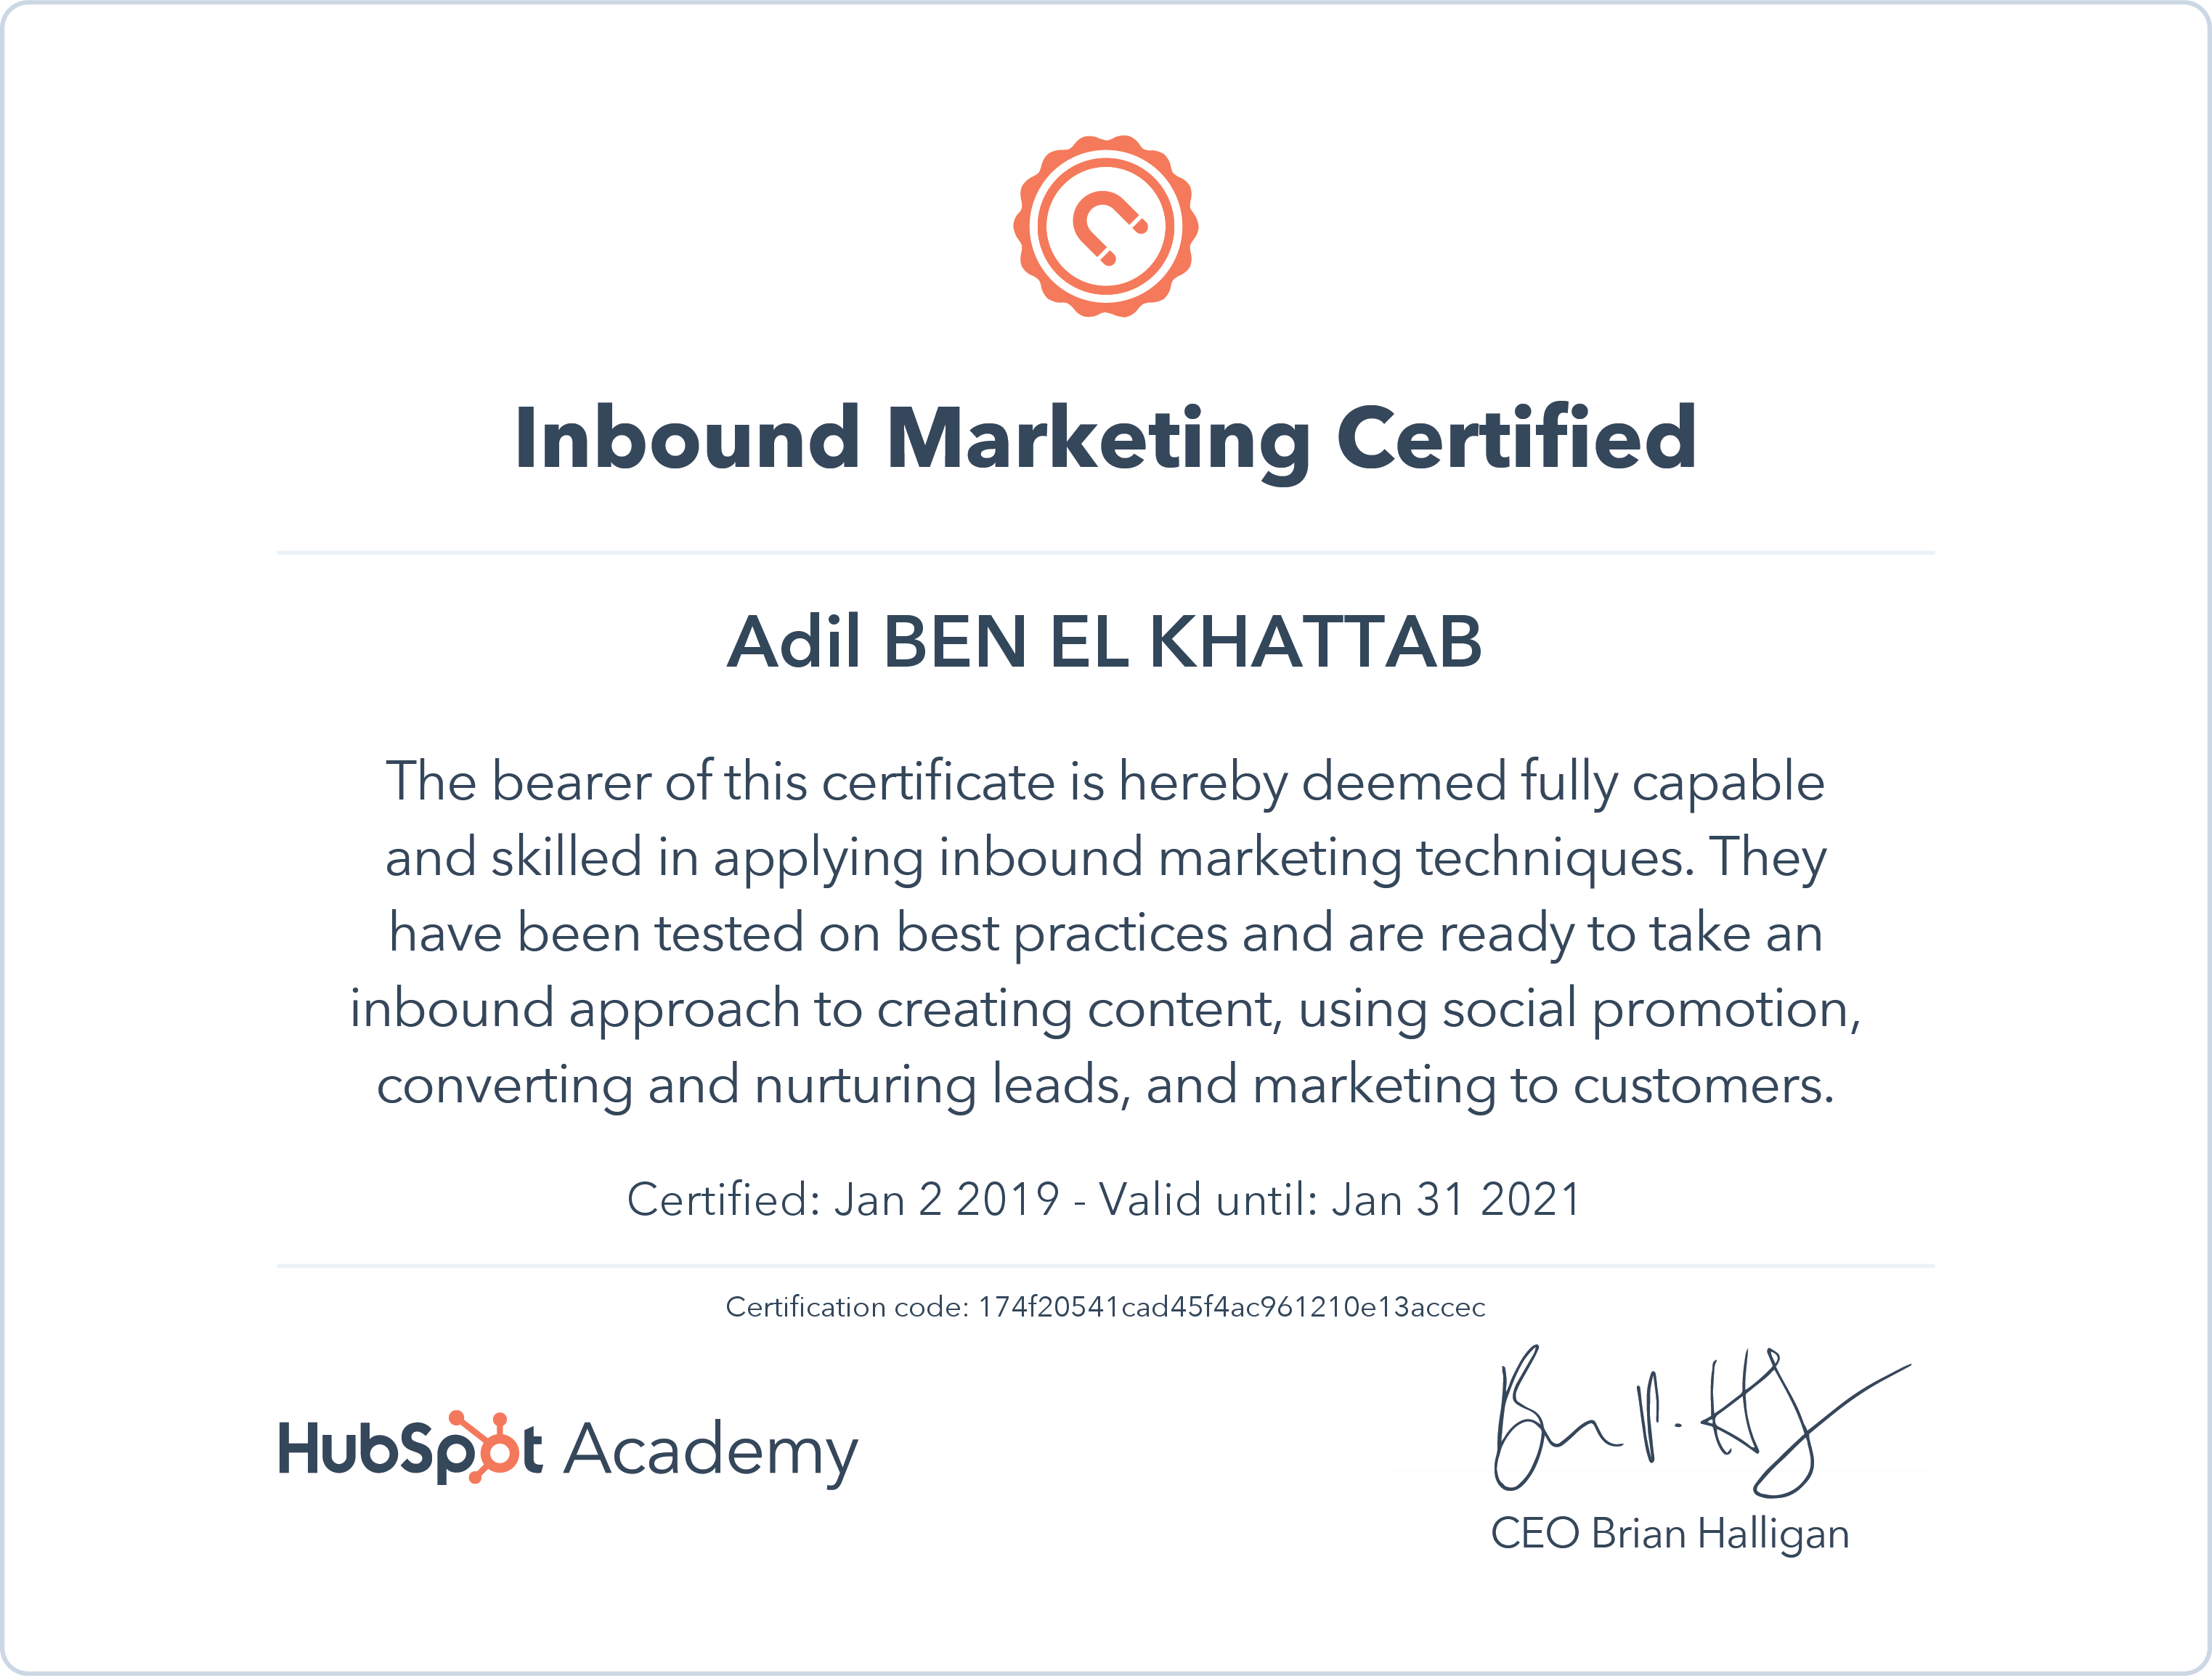 Inbound Marketing Certified
Adil BEN EL KHATTAB
The bearer of this certificate is hereby deemed fully capable
and skilled in applying inbound marketing techniques. They
have been tested on best practices and are ready to take an
inbound approach to creating content, using social promotion,
converting and nurturing leads, and marketing to customers.
Certified: Jan 2 2019 - Valid until: Jan 31 2021
Certification code: 174f20541cad45f4ac961210e13accec
HubSpot Academy
CEO Brian Halligan